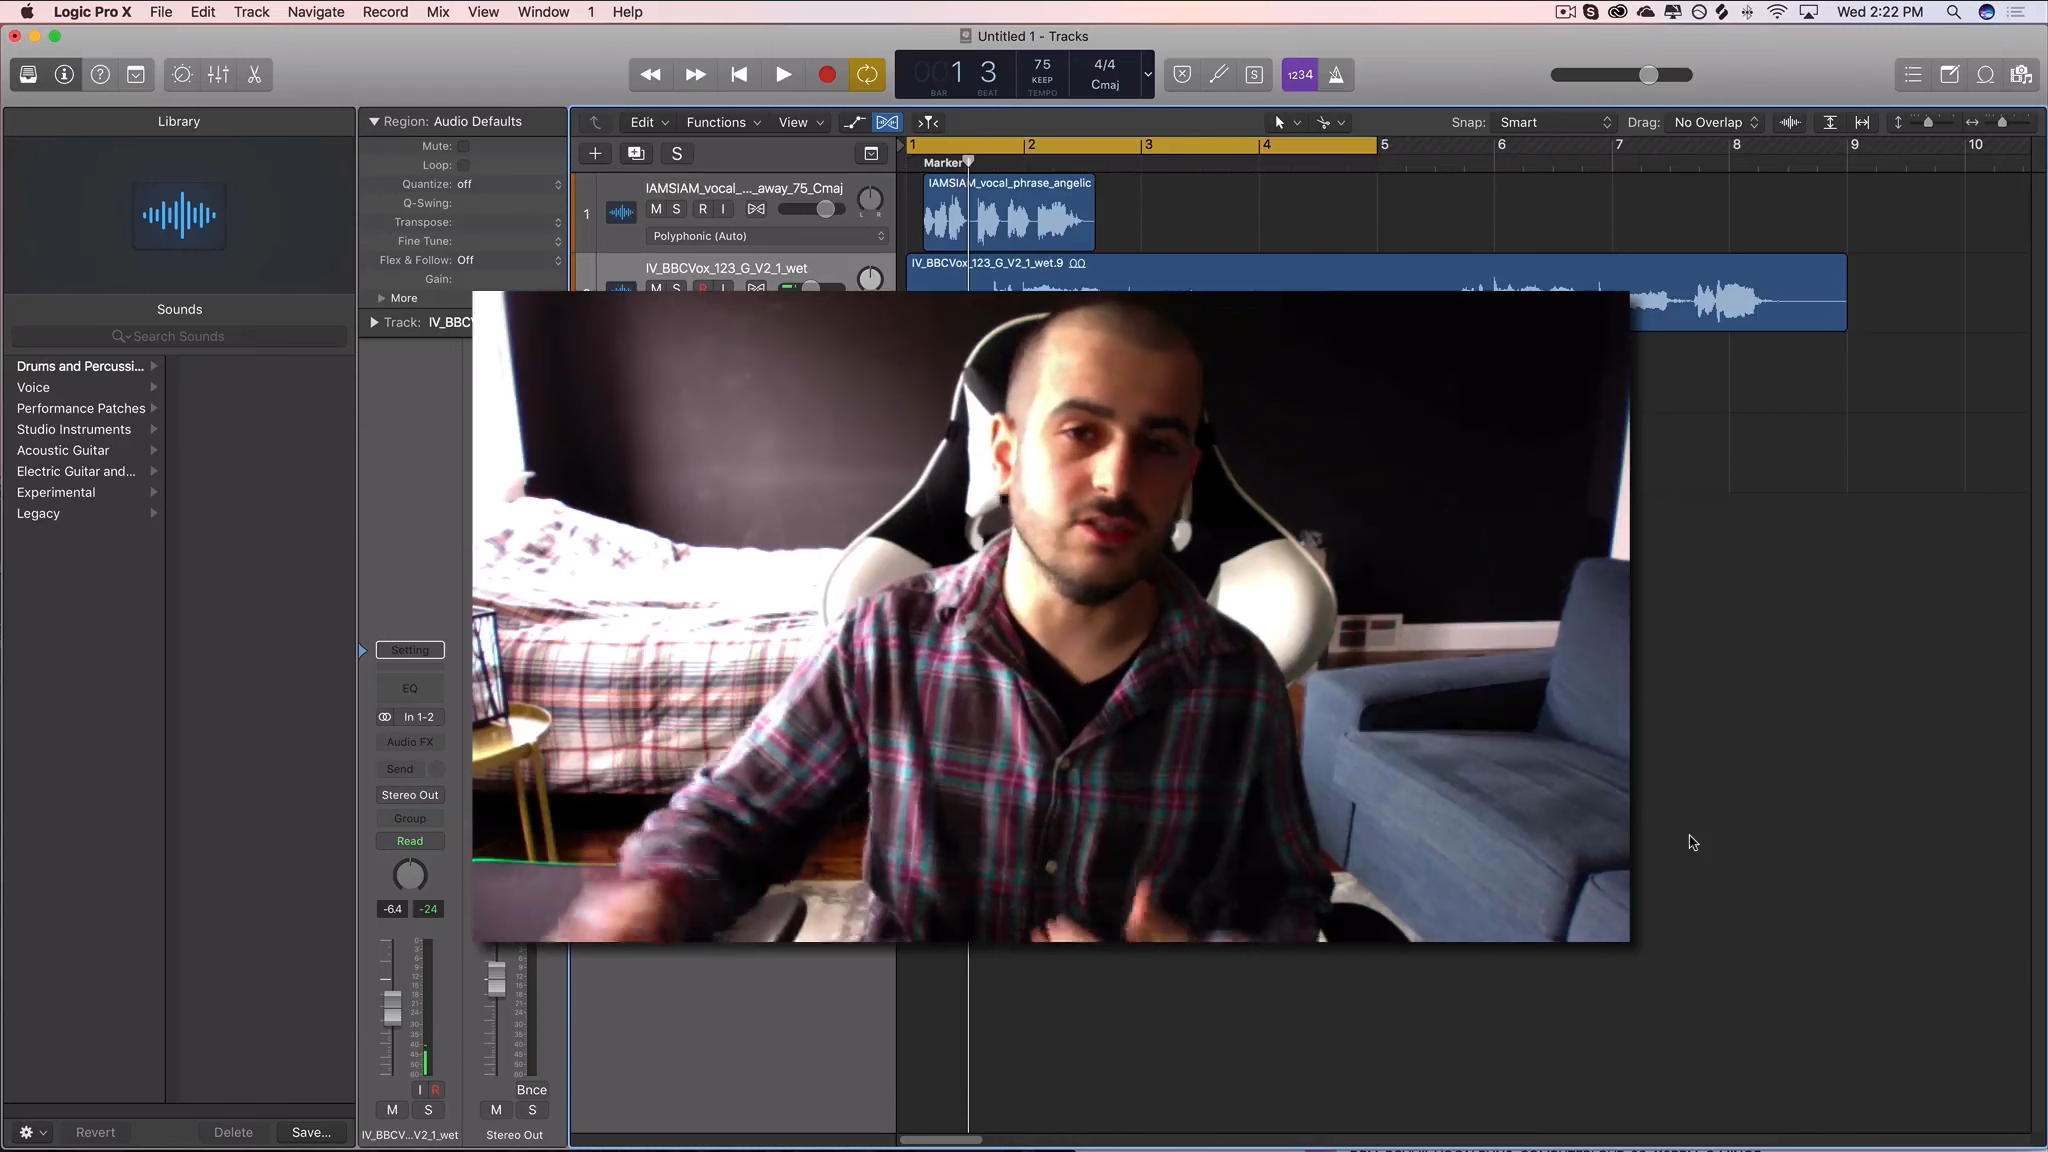 Logic Pro X File Edit Track Navigate Record Mix View Window 1 Help
Wed 2:22 PM
Untitled 1 - Tracks
001 3
BAR BEAT
75
KEEP
TEMPO
4/4
Cmaj
1234
S
Library
Sounds
Search Sounds
Drums and Percussi...
Voice
Performance Patches
Studio Instruments
Acoustic Guitar
Electric Guitar and...
Experimental
Legacy
Revert
Delete
Save...
Region: Audio Defaults
Mute:
Loop:
Quantize: off
Q-Swing:
Transpose:
Fine Tune:
Flex & Follow: Off
Gain:
More
Track: IV_BBCV
Setting
EQ
In 1-2
Audio FX
Send
Stereo Out
Group
Read
-6.4 -24
I R
Bnce
M S
M S
IV_BBCV...V2_1_wet
Stereo Out
Edit Functions View
Snap: Smart
Drag: No Overlap
S
1 2 3 4 5 6 7 8 9 10
Marker
1
IAMSIAM_vocal_..._away_75_Cmaj
M S R I
L R
Polyphonic (Auto)
IV_BBCVox_123_G_V2_1_wet
M S R I
IAMSIAM_vocal_phrase_angelic
IV_BBCVox_123_G_V2_1_wet.9